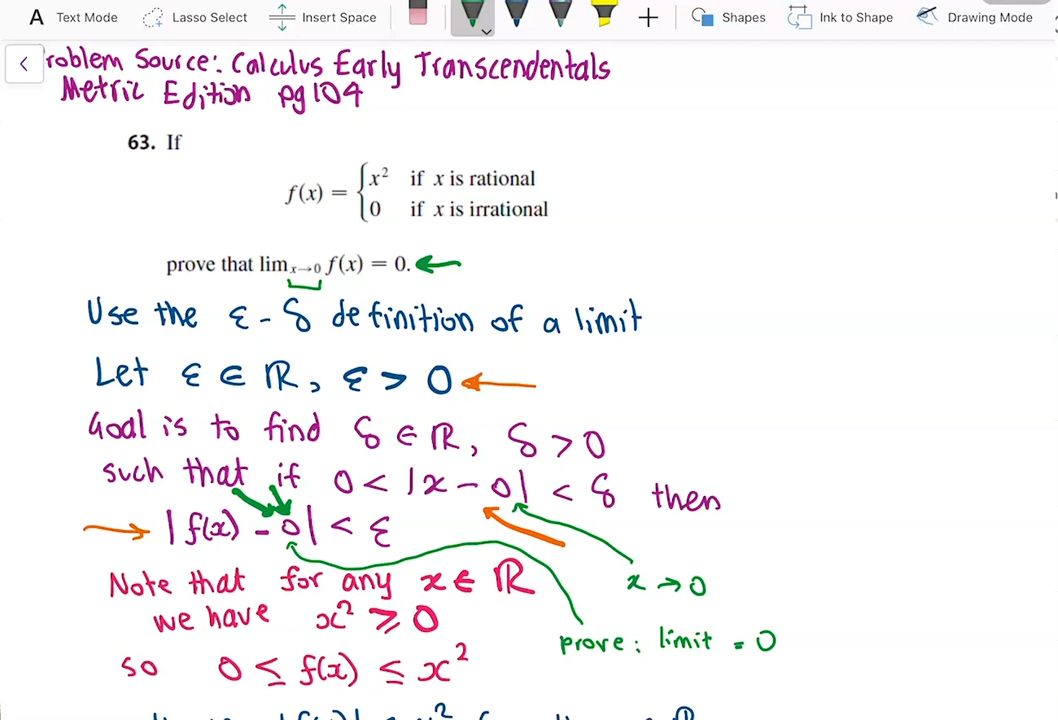 A Text Mode Lasso Select Insert Space Shapes Ink to Shape Drawing Mode
roblem Source: Calculus Early Transcendentals
Metric Edition pg 104
63. If
f(x) = { x² if x is rational
0 if x is irrational
prove that lim x→0 f(x) = 0.
Use the ε-δ definition of a limit
Let ε ∈ ℝ, ε > 0
Goal is to find δ ∈ ℝ, δ > 0
such that if 0 < |x - 0| < δ then
|f(x) - 0| < ε
Note that for any x ∈ ℝ
x → 0
we have x² ⩾ 0
prove: limit = 0
so 0 ≤ f(x) ≤ x²